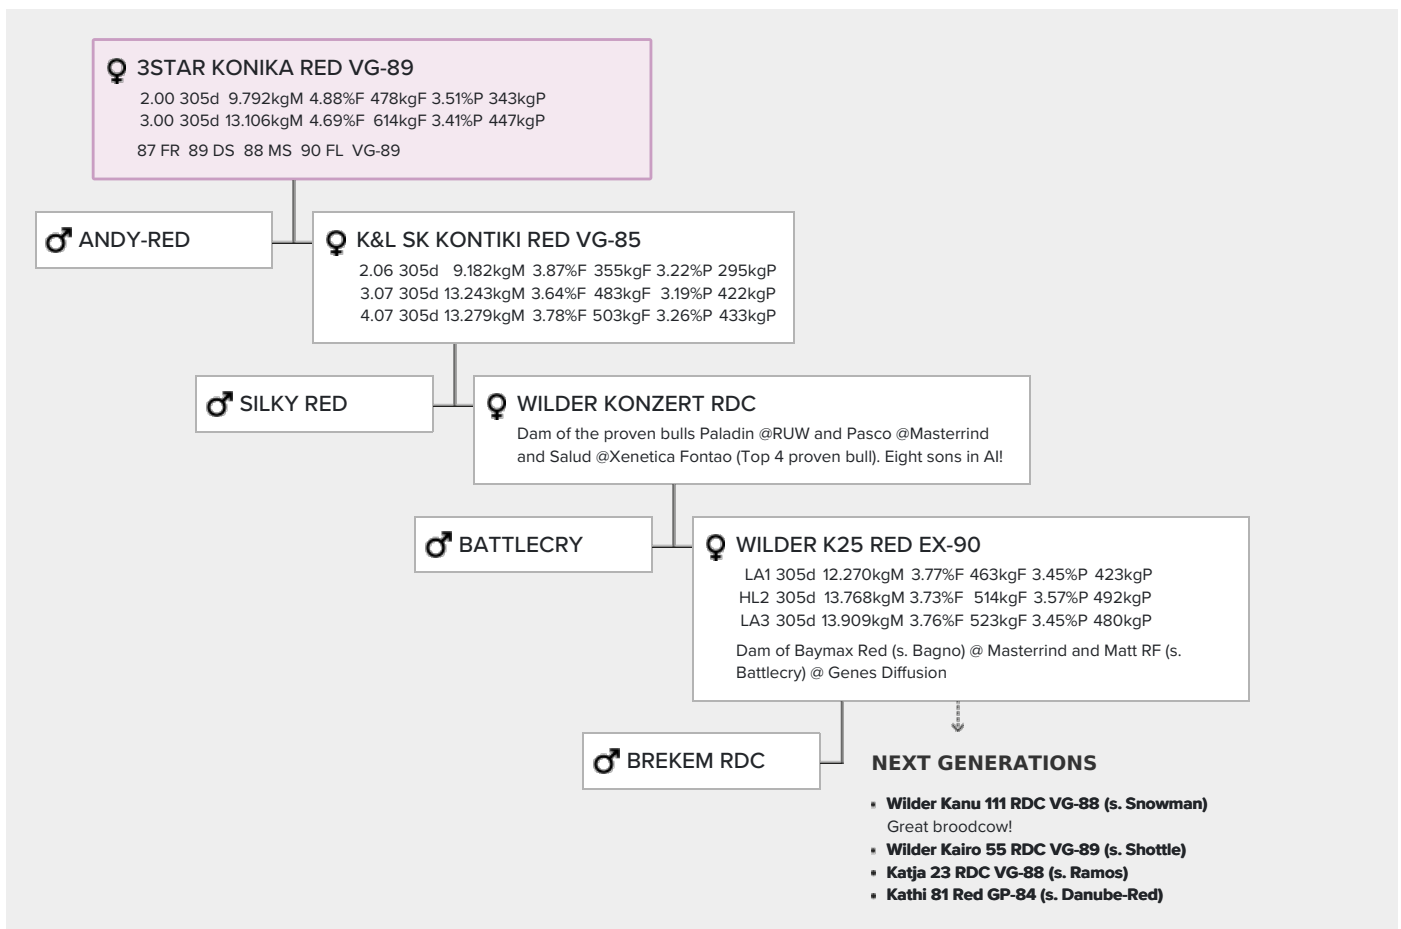 3STAR KONIKA RED VG-89
2.00 305d 9.792kgM 4.88%F 478kgF 3.51%P 343kgP
3.00 305d 13.106kgM 4.69%F 614kgF 3.41%P 447kgP
87 FR 89 DS 88 MS 90 FL VG-89
ANDY-RED
K&L SK KONTIKI RED VG-85
2.06 305d 9.182kgM 3.87%F 355kgF 3.22%P 295kgP
3.07 305d 13.243kgM 3.64%F 483kgF 3.19%P 422kgP
4.07 305d 13.279kgM 3.78%F 503kgF 3.26%P 433kgP
SILKY RED
WILDER KONZERT RDC
Dam of the proven bulls Paladin @RUW and Pasco @Masterrind
and Salud @Xenetica Fontao (Top 4 proven bull). Eight sons in AI!
BATTLECRY
WILDER K25 RED EX-90
LA1 305d 12.270kgM 3.77%F 463kgF 3.45%P 423kgP
HL2 305d 13.768kgM 3.73%F 514kgF 3.57%P 492kgP
LA3 305d 13.909kgM 3.76%F 523kgF 3.45%P 480kgP
Dam of Baymax Red (s. Bagno) @ Masterrind and Matt RF (s.
Battlecry) @ Genes Diffusion
BREKEM RDC
NEXT GENERATIONS
Wilder Kanu 111 RDC VG-88 (s. Snowman)
Great broodcow!
Wilder Kairo 55 RDC VG-89 (s. Shottle)
Katja 23 RDC VG-88 (s. Ramos)
Kathi 81 Red GP-84 (s. Danube-Red)